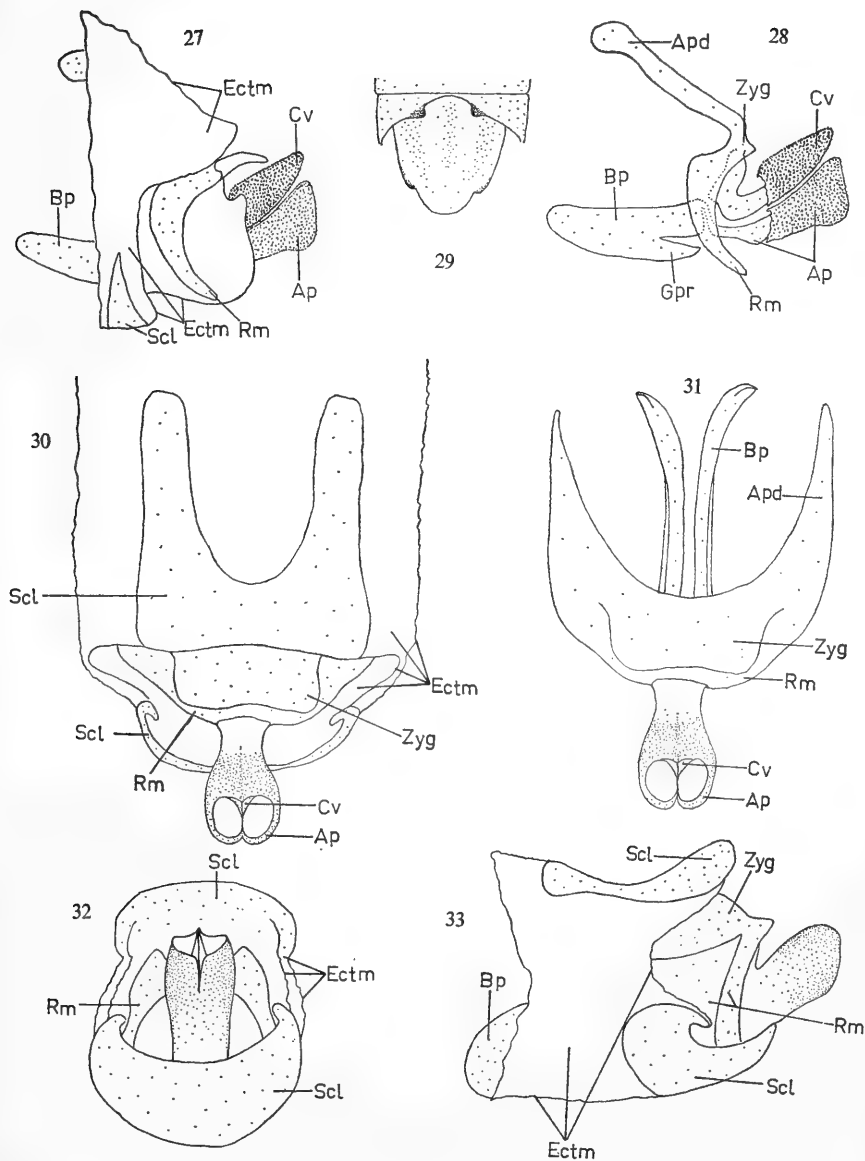 27
Ectm
Cv
Bp
Ap
Scl
Ectm
Rm
29
28
Apd
Zyg
Cv
Bp
Ap
Gpr
Rm
30
Scl
Ectm
Scl
Zyg
Rm
Cv
Ap
31
Bp
Apd
Zyg
Rm
Cv
Ap
32
Scl
Ectm
Rm
Scl
33
Scl
Zyg
Bp
Rm
Scl
Ectm